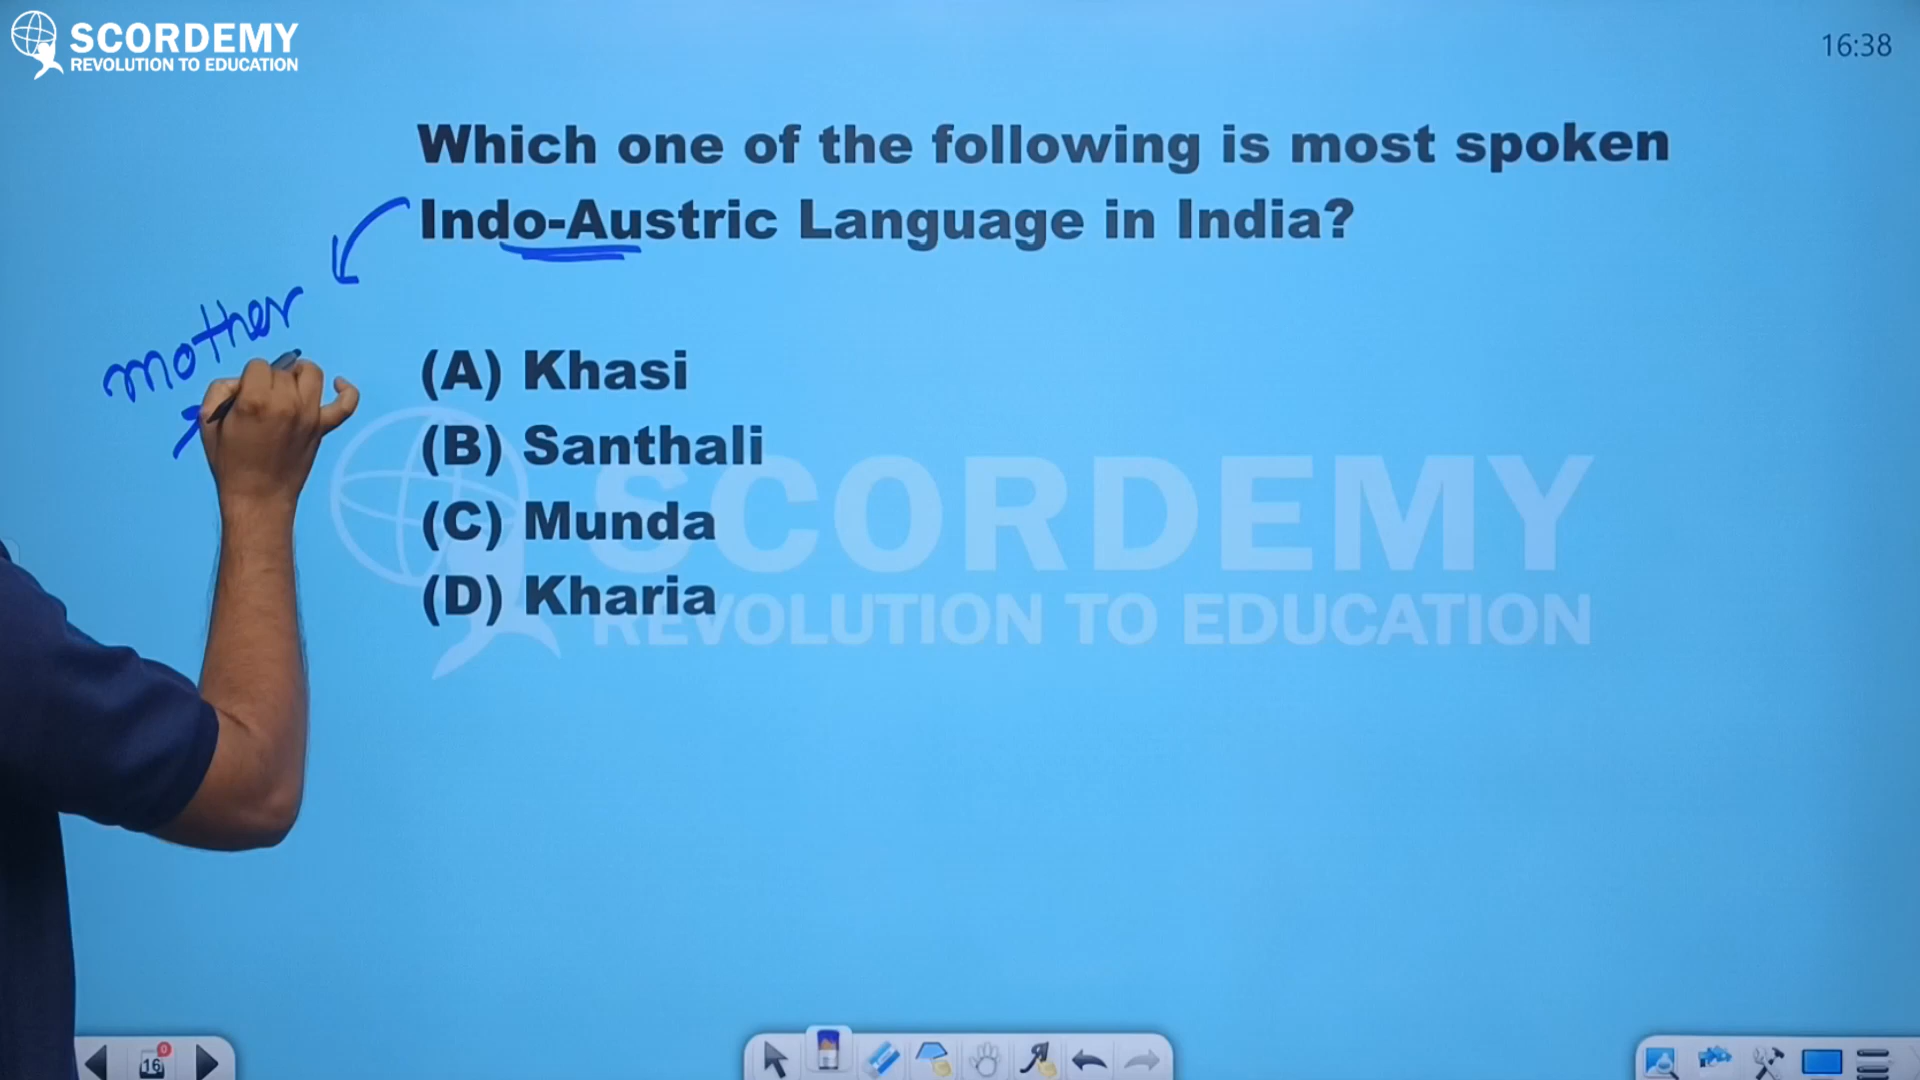 SCORDEMY
REVOLUTION TO EDUCATION
16:38
Which one of the following is most spoken
Indo-Austric Language in India?
mother
(A) Khasi
(B) Santhali
(C) Munda
(D) Kharia
SCORDEMY
REVOLUTION TO EDUCATION
16
0